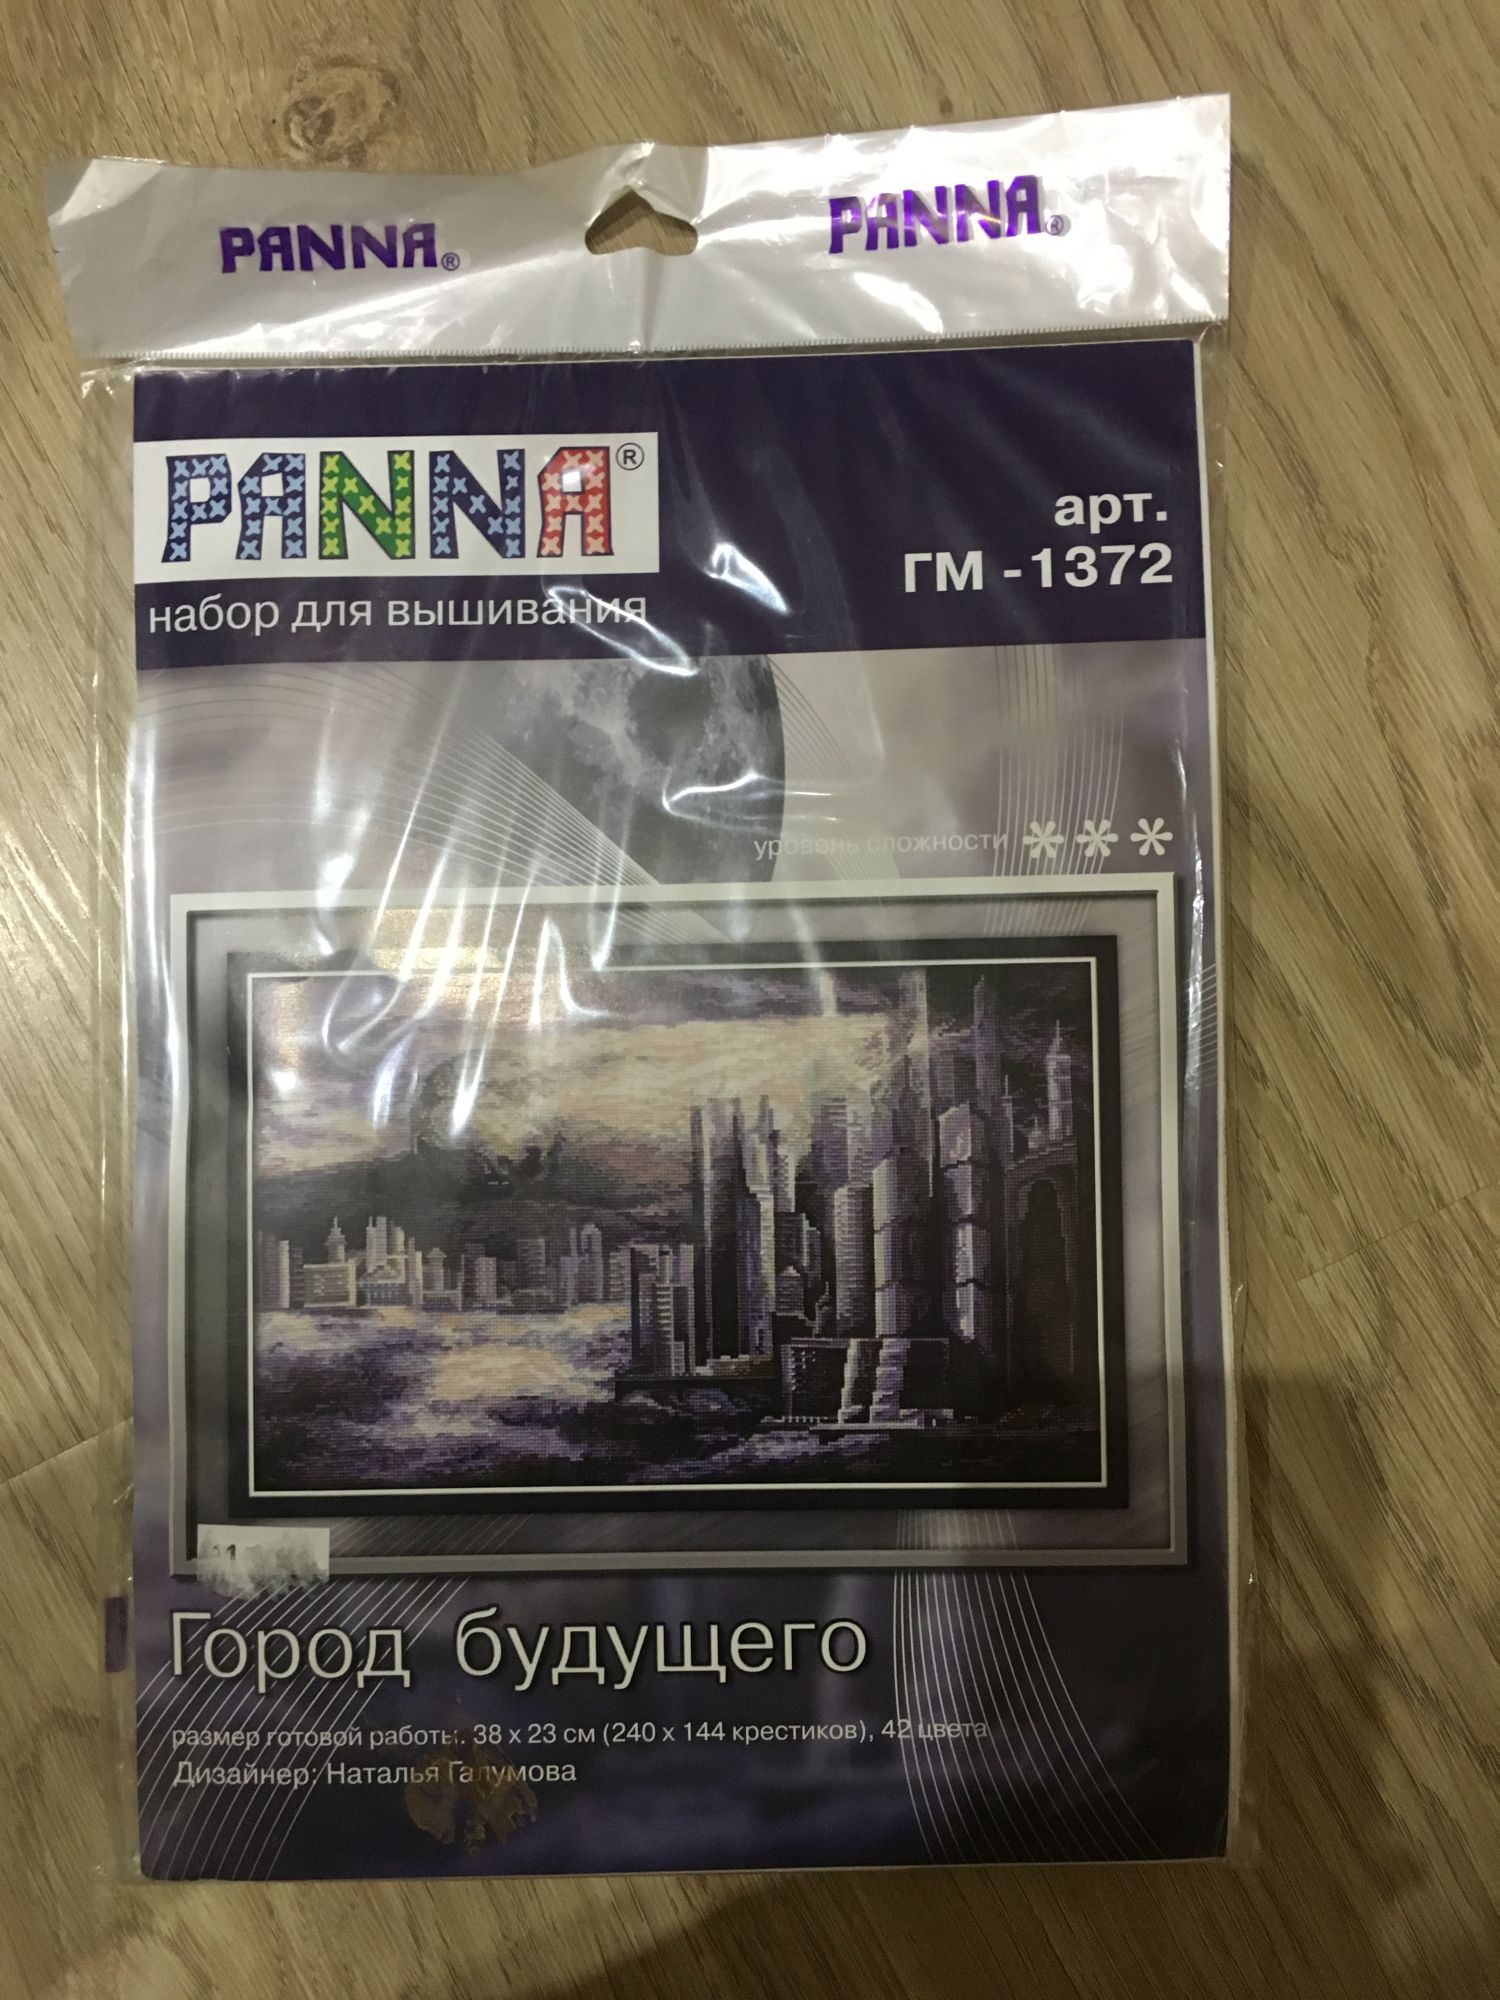 PANNA®
PANNA®
PANNA®
набор для вышивания
арт.
ГМ -1372
уровень сложности ***
Город будущего
размер готовой работы: 38 x 23 см (240 x 144 крестиков), 42 цвета
Дизайнер: Наталья Галумова